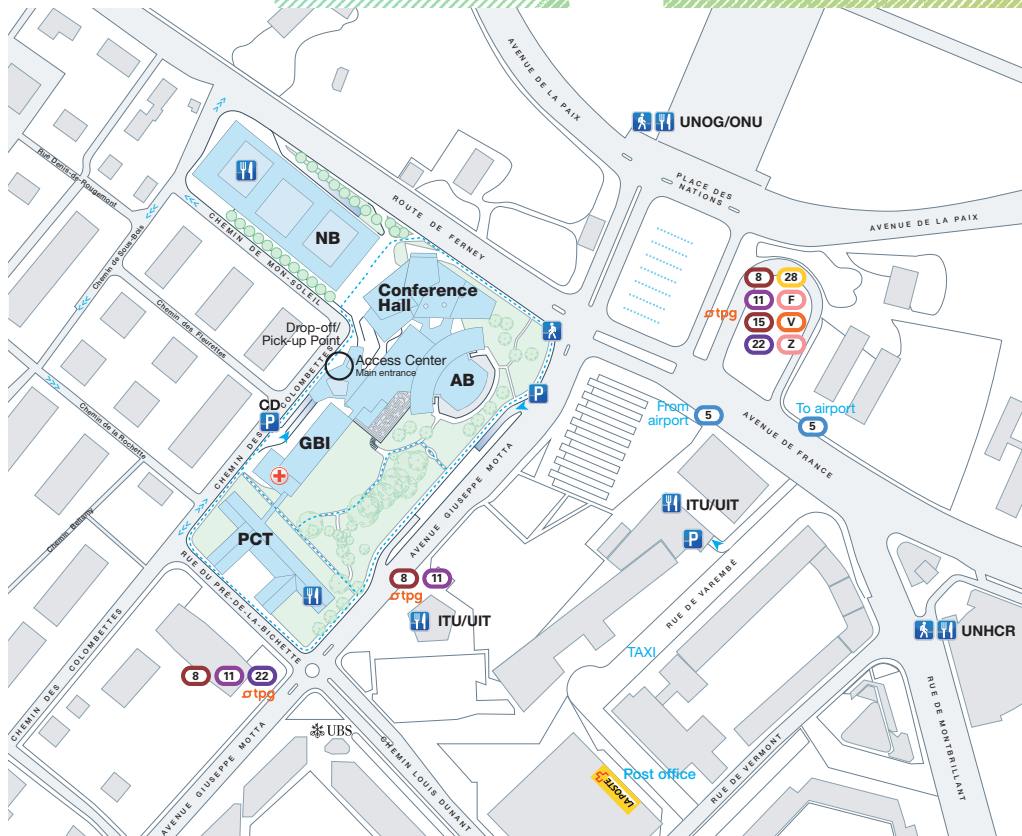 AVENUE DE LA PAIX
UNOG/ONU
PLACE DES
NATIONS
AVENUE DE LA PAIX
Rue Denis-de-Rougemont
ROUTE DE FERNEY
NB
CHEMIN DE MON-SOLEIL
Chemin de Sous-Bois
Conference
Hall
8
28
11
F
tpg
15
V
22
Z
Chemin des Fleurettes
Drop-off/
Pick-up Point
Access Center
Main entrance
AB
P
CHEMIN DES COLOMBETTES
CD
P
GBI
From
airport
5
To airport
5
AVENUE DE FRANCE
Chemin de la Rochette
AVENUE GIUSEPPE MOTTA
ITU/UIT
P
Chemin Bellany
PCT
RUE DU PRÉ-DE-LA-BICHETTE
8
11
tpg
ITU/UIT
RUE DE VAREMBÉ
UNHCR
TAXI
CHEMIN DES COLOMBETTES
8
11
22
tpg
UBS
AVENUE GIUSEPPE MOTTA
CHEMIN LOUIS DUNANT
Post office
LA POSTE
RUE DE VERMONT
RUE DE MONTBRILLANT